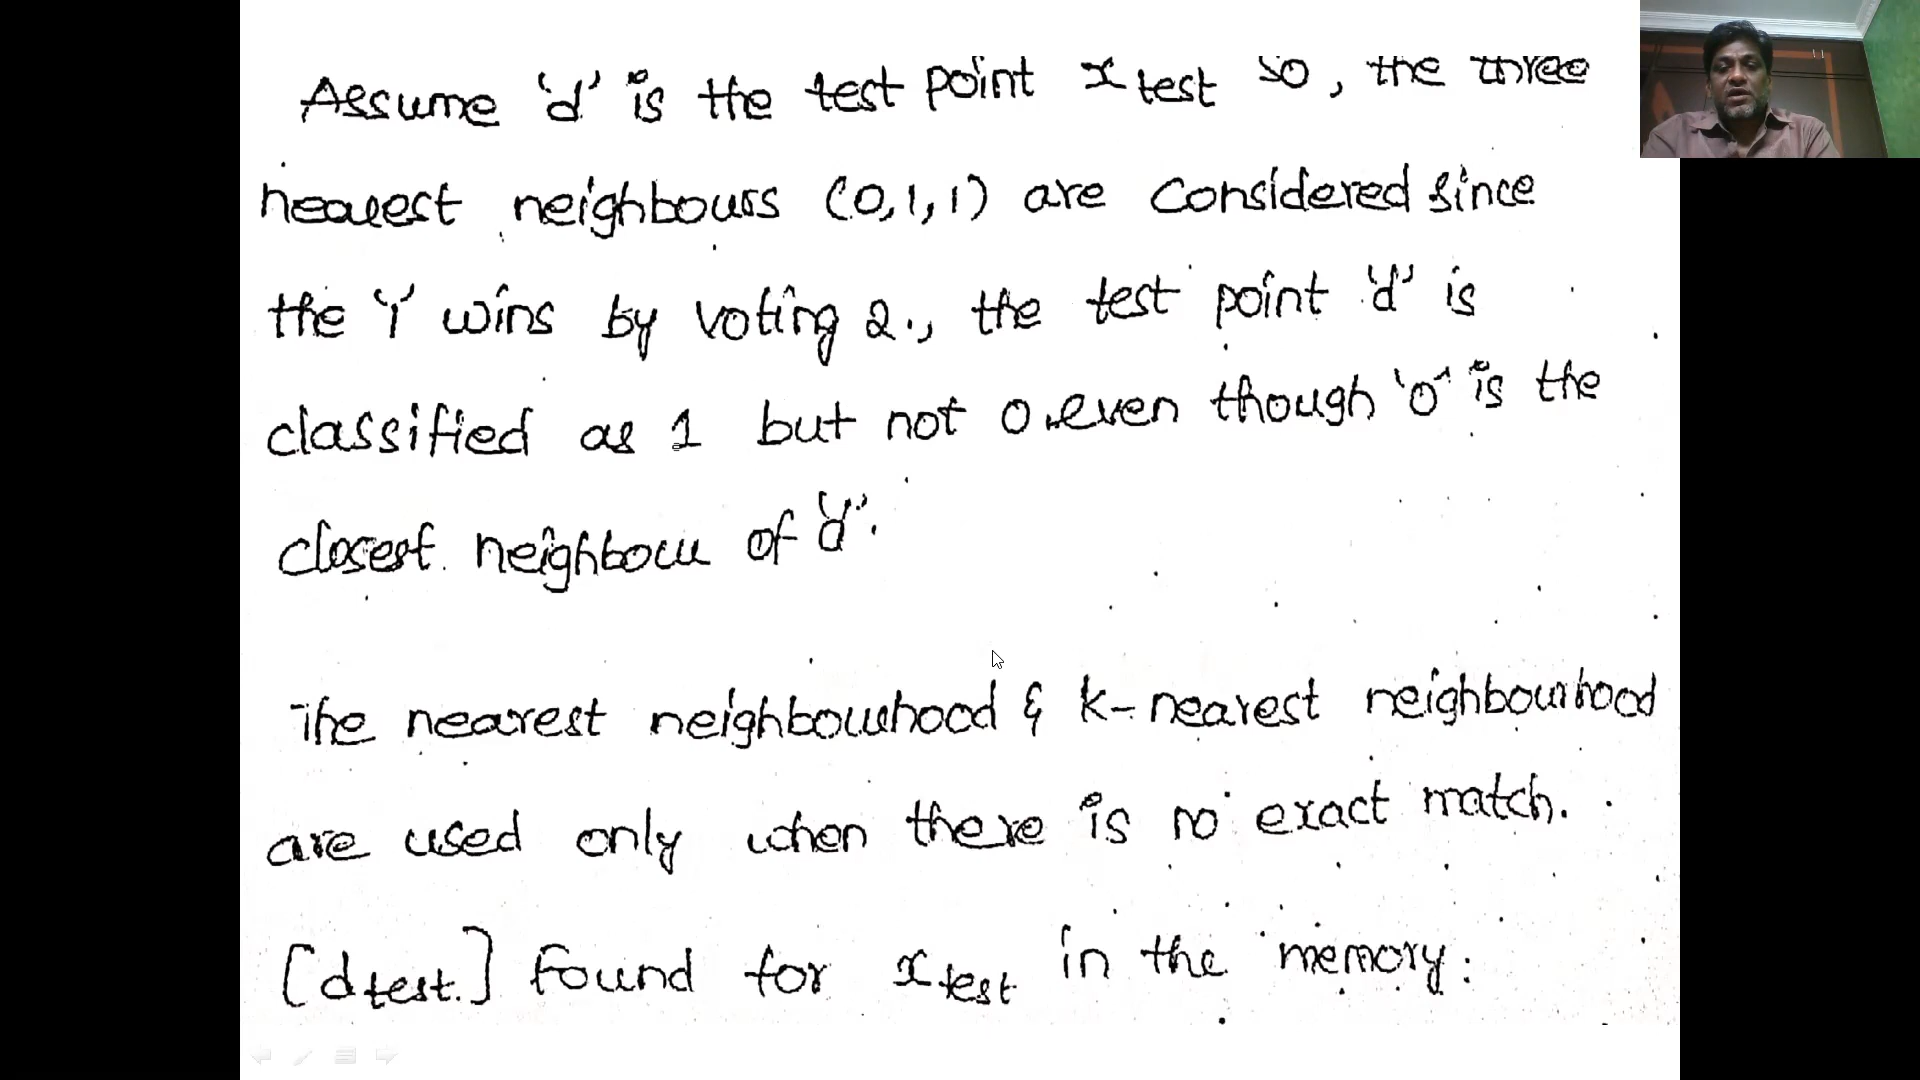 Assume 'd' is the test point x test so, the three
nearest neighbours (0,1,1) are considered since
the '1' wins by voting 2., the test point 'd' is
classified as 1 but not 0.even though '0' is the
closest neighbour of 'd'.
The nearest neighbourhood & k-nearest neighbourhood
are used only when there is no exact match.
[d test.] found for x test in the memory.